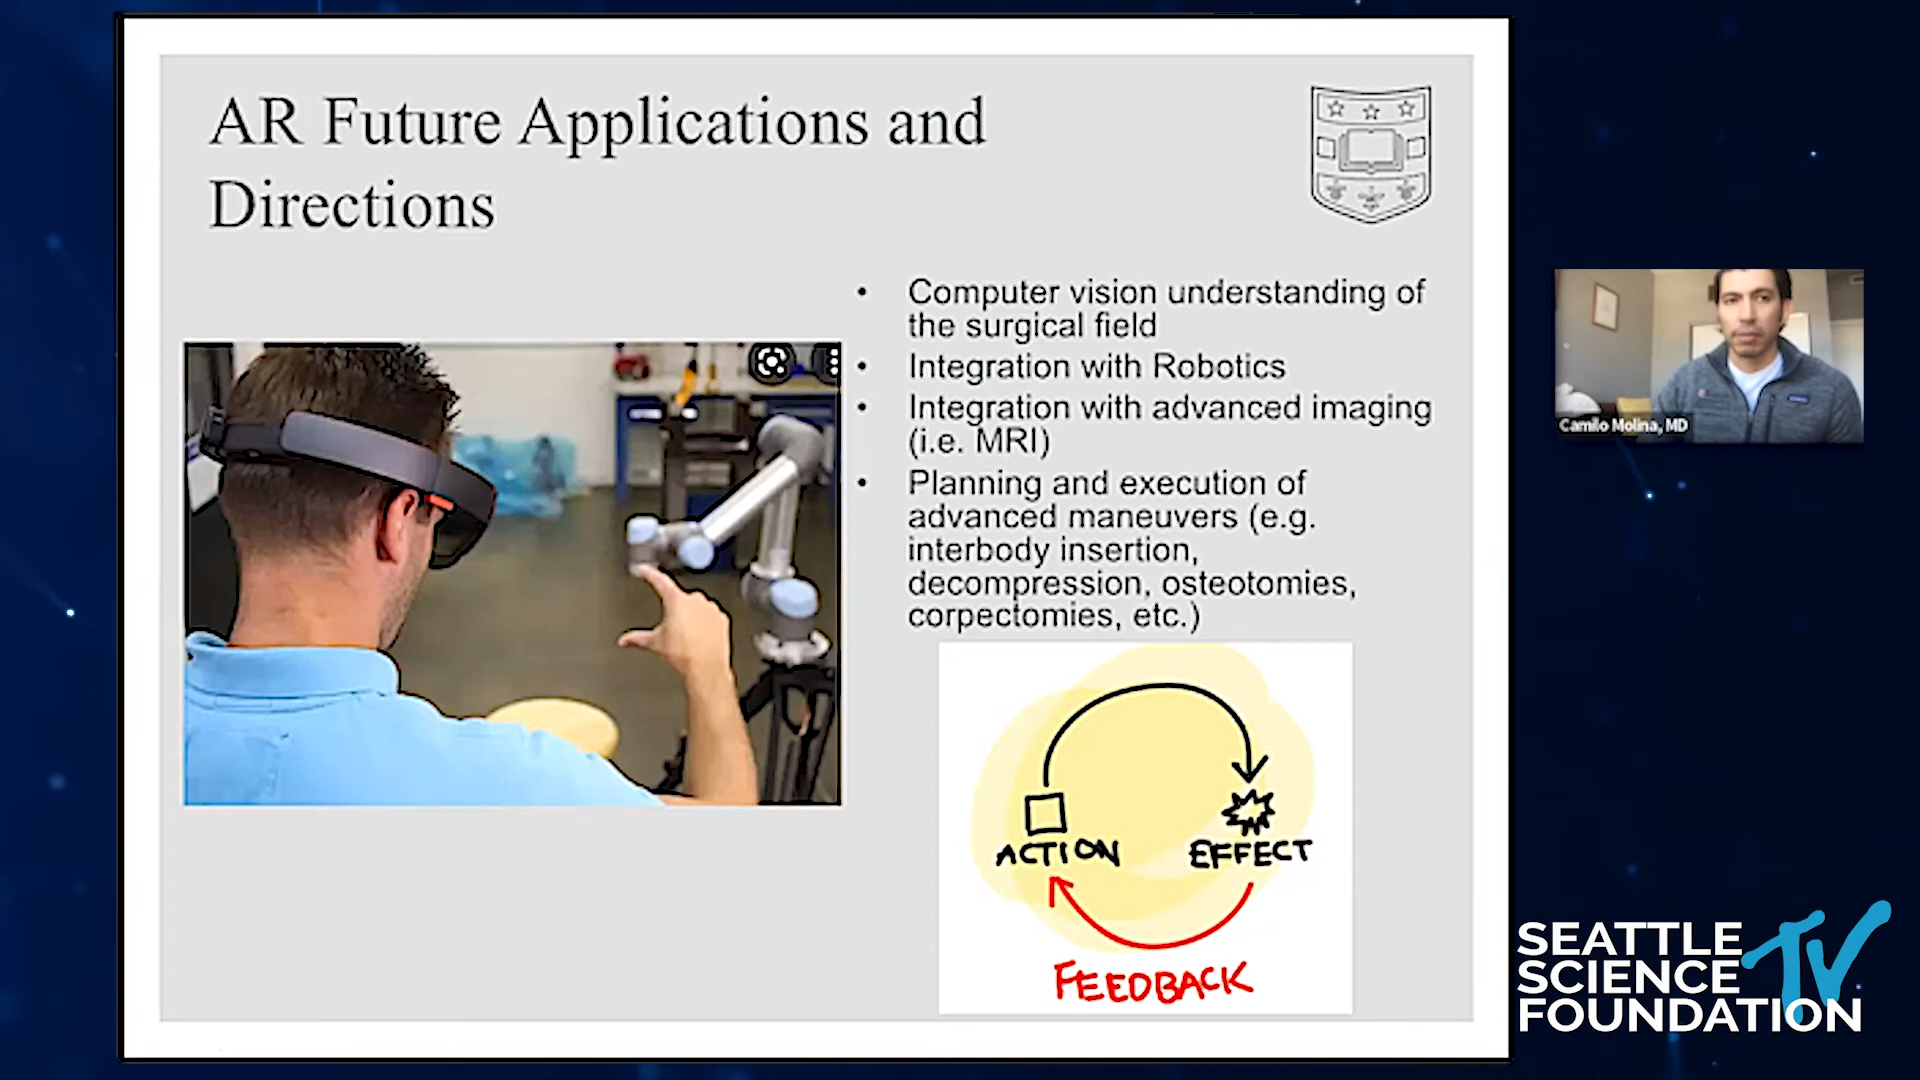 AR Future Applications and
Directions
• Computer vision understanding of
the surgical field
• Integration with Robotics
• Integration with advanced imaging
(i.e. MRI)
• Planning and execution of
advanced maneuvers (e.g.
interbody insertion,
decompression, osteotomies,
corpectomies, etc.)
ACTION
EFFECT
FEEDBACK
Camilo Molina, MD
SEATTLE
SCIENCE TV
FOUNDATION